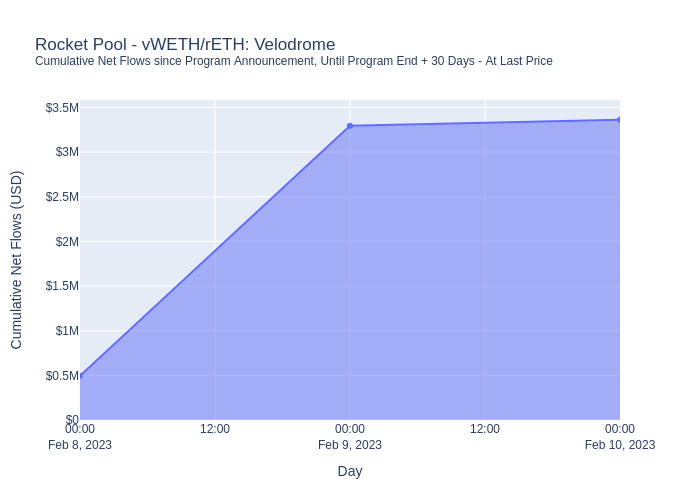 Rocket Pool - vWETH/rETH: Velodrome
Cumulative Net Flows since Program Announcement, Until Program End + 30 Days - At Last Price
$3.5M
$3M
$2.5M
$2M
$1.5M
$1M
$0.5M
$0
Cumulative Net Flows (USD)
00:00 12:00 00:00 12:00 00:00
Feb 8, 2023 Feb 9, 2023 Feb 10, 2023
Day